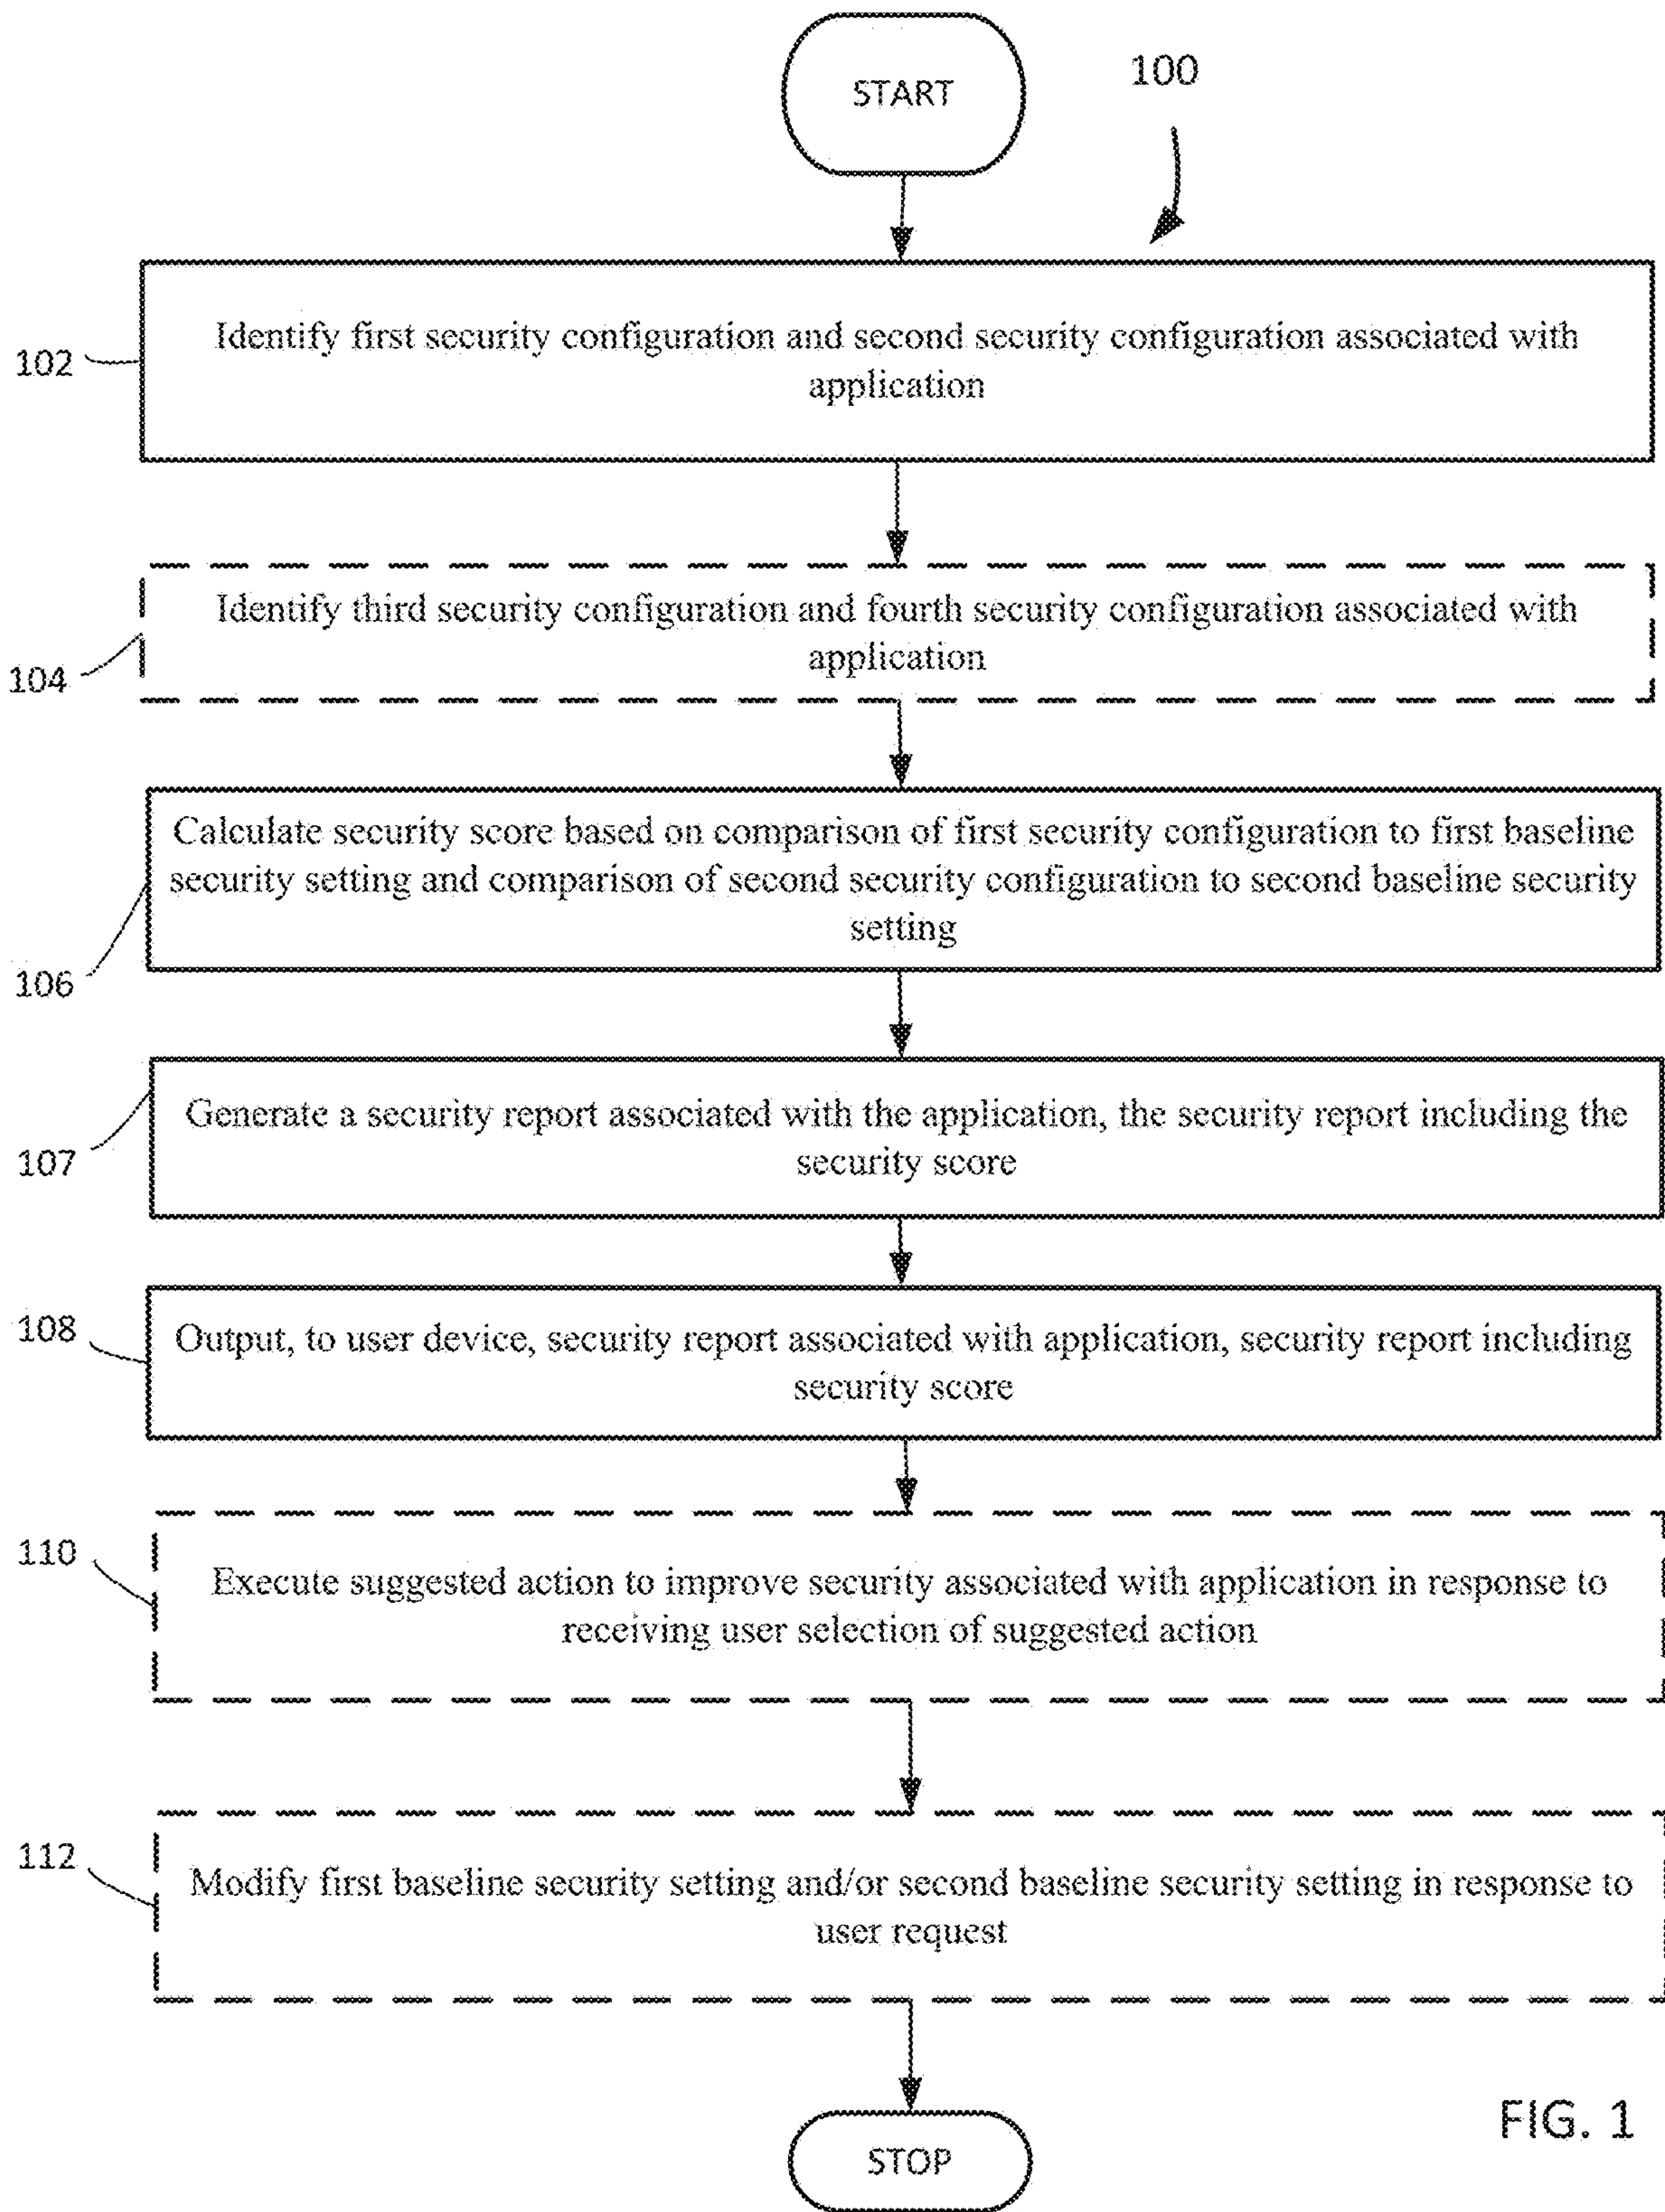 START
100
102
Identify first security configuration and second security configuration associated with
application
Identify third security configuration and fourth security configuration associated with
application
104
Calculate security score based on comparison of first security configuration to first baseline
security setting and comparison of second security configuration to second baseline security
setting
106
Generate a security report associated with the application, the security report including the
security score
107
108
Output, to user device, security report associated with application, security report including
security score
110
Execute suggested action to improve security associated with application in response to
receiving user selection of suggested action
112
Modify first baseline security setting and/or second baseline security setting in response to
user request
STOP
FIG. 1